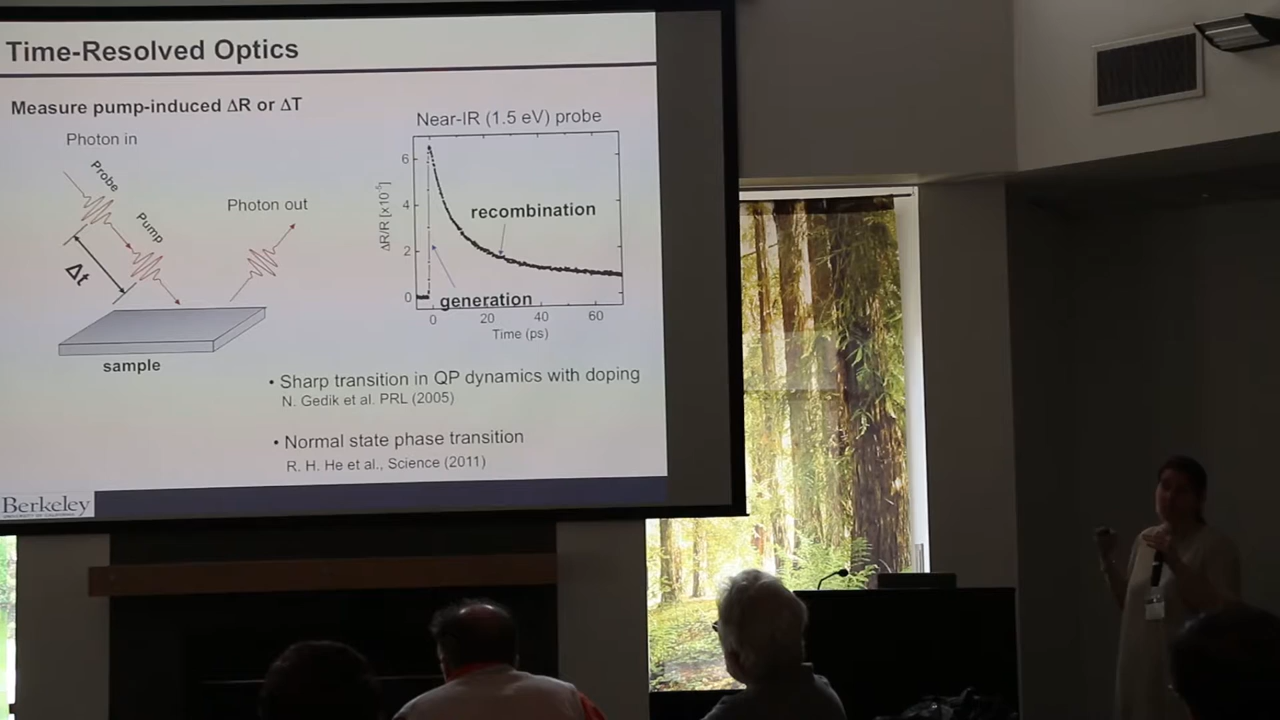 Time-Resolved Optics
Measure pump-induced ΔR or ΔT
Photon in
Probe
Pump
Δt
Photon out
sample
Near-IR (1.5 eV) probe
ΔR/R [x10⁻⁵]
6
4
2
0
recombination
generation
0 20 40 60
Time (ps)
• Sharp transition in QP dynamics with doping
N. Gedik et al. PRL (2005)
• Normal state phase transition
R. H. He et al., Science (2011)
Berkeley
UNIVERSITY OF CALIFORNIA